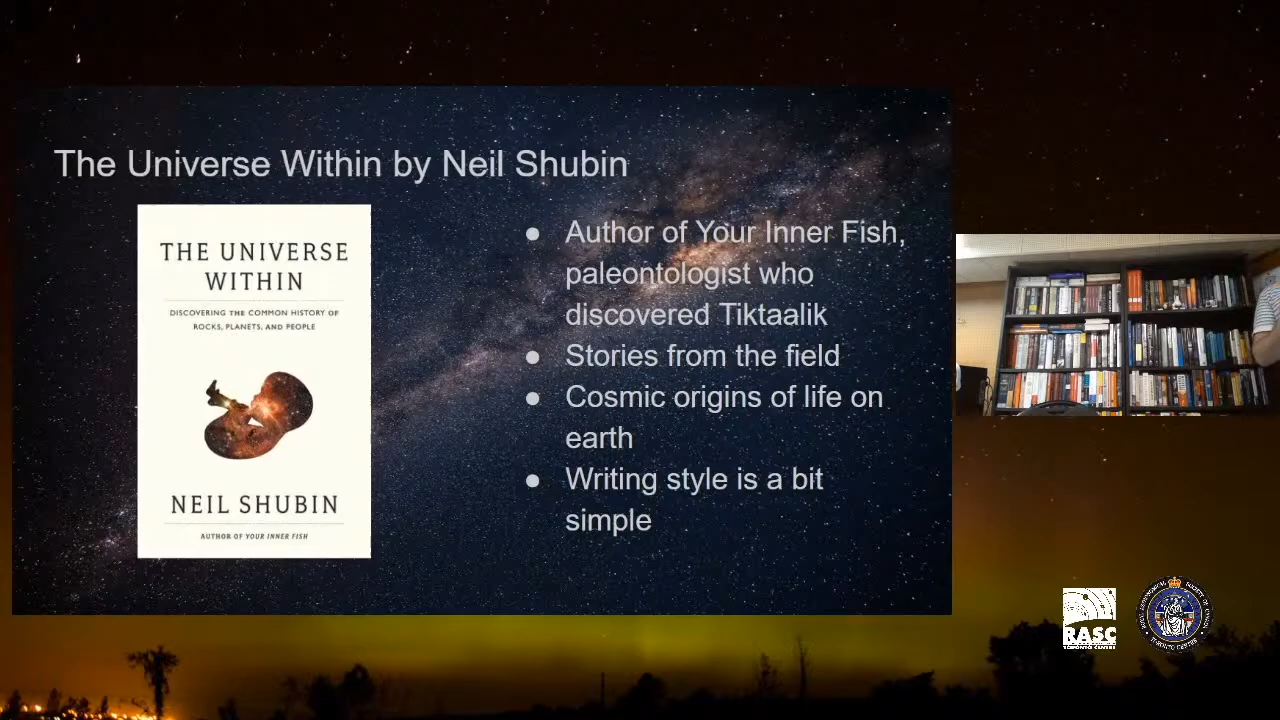 The Universe Within by Neil Shubin
THE UNIVERSE
WITHIN
DISCOVERING THE COMMON HISTORY OF
ROCKS, PLANETS, AND PEOPLE
NEIL SHUBIN
AUTHOR OF YOUR INNER FISH
● Author of Your Inner Fish,
paleontologist who
discovered Tiktaalik
● Stories from the field
● Cosmic origins of life on
earth
● Writing style is a bit
simple
RASC
TORONTO CENTRE